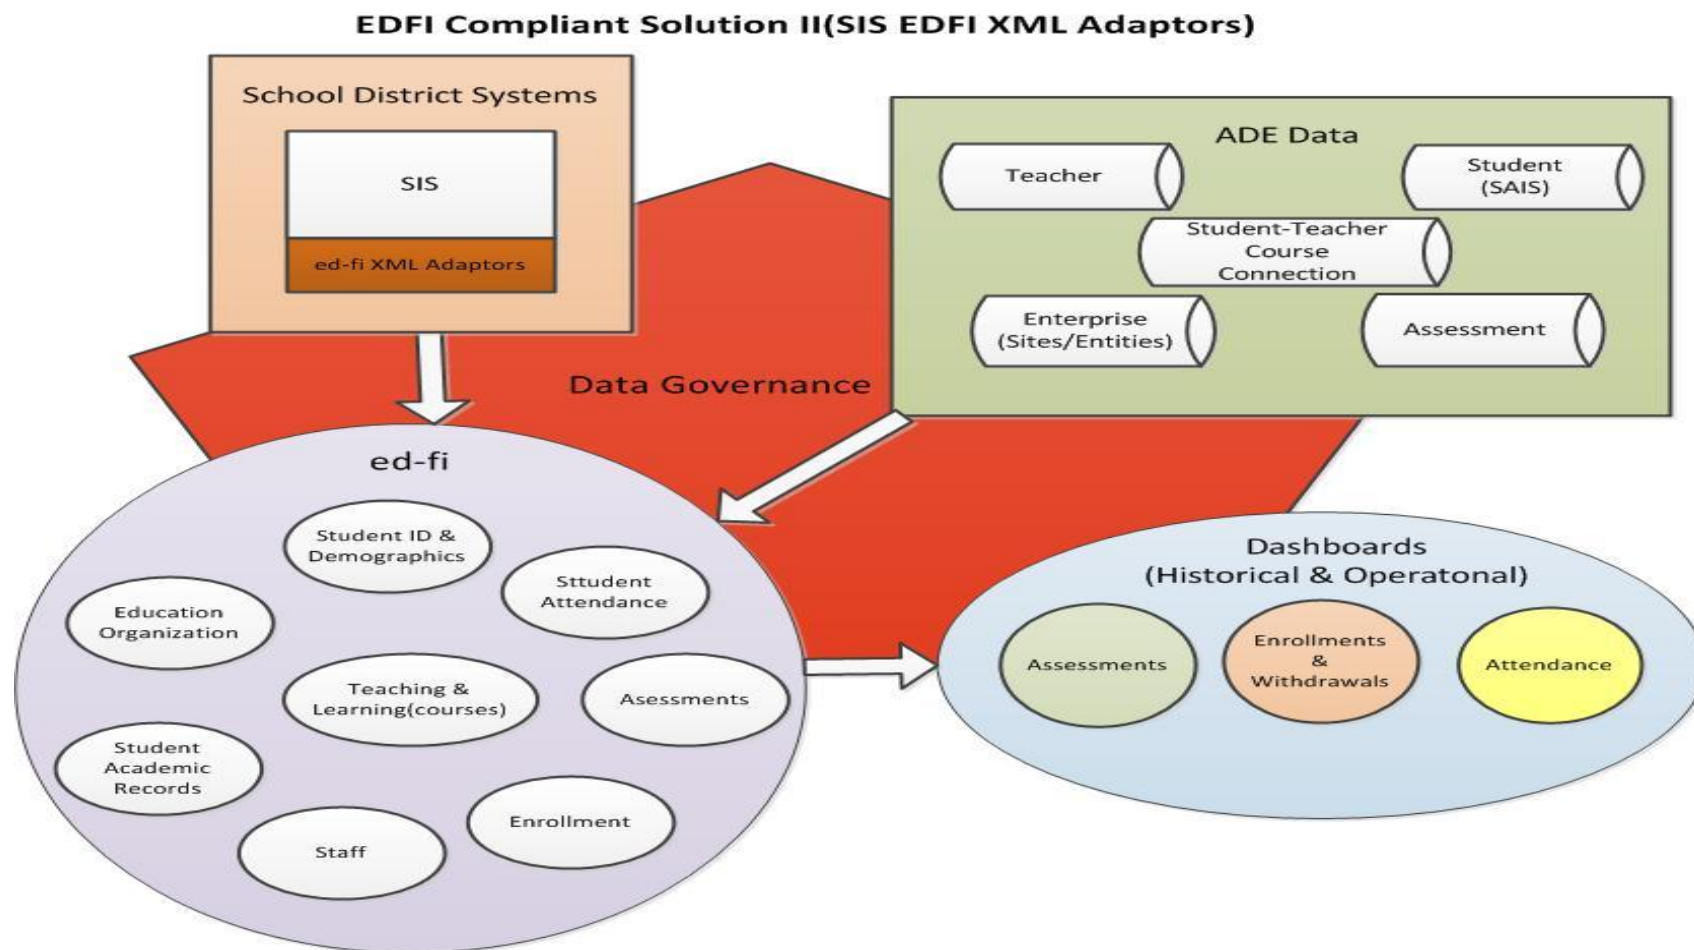 EDFI Compliant Solution II(SIS EDFI XML Adaptors)
School District Systems
SIS
ed-fi XML Adaptors
ADE Data
Teacher
Student
(SAIS)
Student-Teacher
Course
Connection
Enterprise
(Sites/Entities)
Assessment
Data Governance
ed-fi
Student ID &
Demographics
Sttudent
Attendance
Education
Organization
Teaching &
Learning(courses)
Asessments
Student
Academic
Records
Enrollment
Staff
Dashboards
(Historical & Operatonal)
Assessments
Enrollments
&
Withdrawals
Attendance